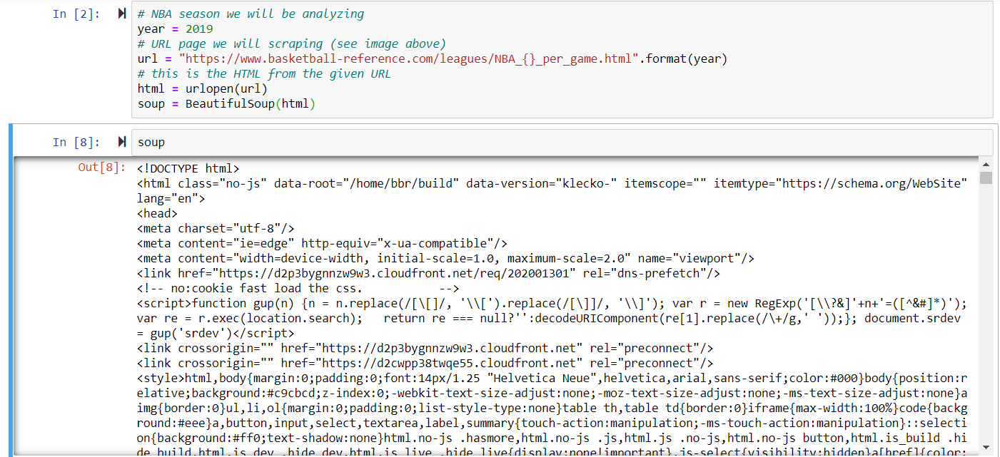 In [2]:
# NBA season we will be analyzing
year = 2019
# URL page we will scraping (see image above)
url = "https://www.basketball-reference.com/leagues/NBA_{}_per_game.html".format(year)
# this is the HTML from the given URL
html = urlopen(url)
soup = BeautifulSoup(html)
In [8]:
soup
Out[8]:
<!DOCTYPE html>
<html class="no-js" data-root="/home/bbr/build" data-version="klecko-" itemscope="" itemtype="https://schema.org/WebSite"
lang="en">
<head>
<meta charset="utf-8"/>
<meta content="ie=edge" http-equiv="x-ua-compatible"/>
<meta content="width=device-width, initial-scale=1.0, maximum-scale=2.0" name="viewport"/>
<link href="https://d2p3bygnnzw9w3.cloudfront.net/req/202001301" rel="dns-prefetch"/>
<!-- no:cookie fast load the css.           -->
<script>function gup(n) {n = n.replace(/[\[]/, '\\[').replace(/[\]]/, '\\]'); var r = new RegExp('[\\?&]'+n+'=([^&#]*)');
var re = r.exec(location.search);   return re === null?'':decodeURIComponent(re[1].replace(/\+/g,' '));}; document.srdev
= gup('srdev')</script>
<link crossorigin="" href="https://d2p3bygnnzw9w3.cloudfront.net" rel="preconnect"/>
<link crossorigin="" href="https://d2cwpp38twqe55.cloudfront.net" rel="preconnect"/>
<style>html,body{margin:0;padding:0;font:14px/1.25 "Helvetica Neue",helvetica,arial,sans-serif;color:#000}body{position:r
elative;background:#c9cbcd;z-index:0;-webkit-text-size-adjust:none;-moz-text-size-adjust:none;-ms-text-size-adjust:none}a
img{border:0}ul,li,ol{margin:0;padding:0;list-style-type:none}table th,table td{border:0}iframe{max-width:100%}code{backg
round:#eee}a,button,input,select,textarea,label,summary{touch-action:manipulation;-ms-touch-action:manipulation}::selecti
on{background:#ff0;text-shadow:none}html.no-js .hasmore,html.no-js .js,html.js .no-js,html.no-js button,html.is_build .hi
de_build,html.is_dev .hide_dev,html.is_live .hide_live{display:none!important}.js-select{visibility:hidden}a[href]{color: